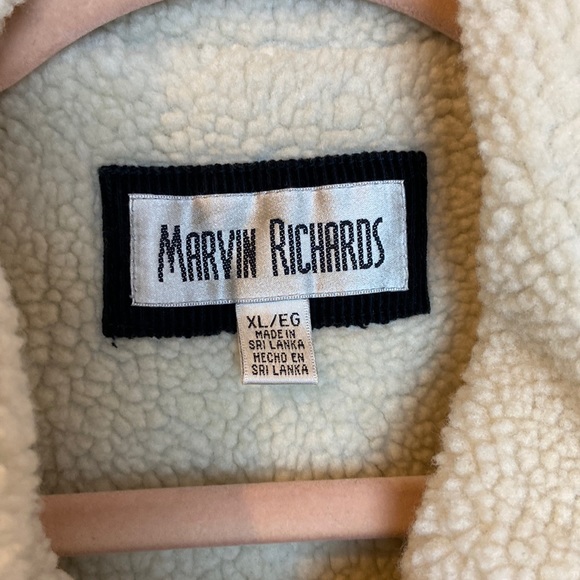 MARVIN RICHARDS
XL/EG
MADE IN
SRI LANKA
HECHO EN
SRI LANKA